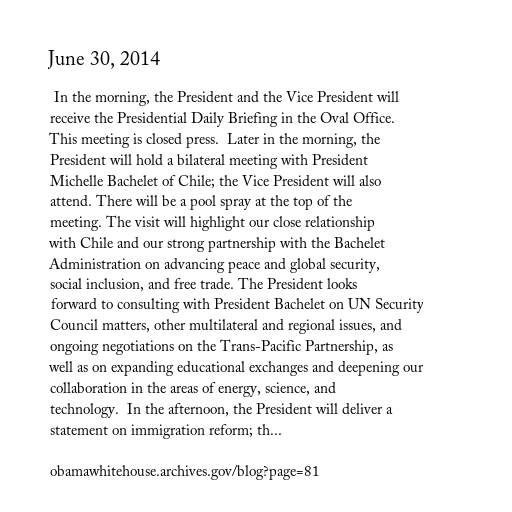 June 30, 2014
In the morning, the President and the Vice President will
receive the Presidential Daily Briefing in the Oval Office.
This meeting is closed press.  Later in the morning, the
President will hold a bilateral meeting with President
Michelle Bachelet of Chile; the Vice President will also
attend. There will be a pool spray at the top of the
meeting. The visit will highlight our close relationship
with Chile and our strong partnership with the Bachelet
Administration on advancing peace and global security,
social inclusion, and free trade. The President looks
forward to consulting with President Bachelet on UN Security
Council matters, other multilateral and regional issues, and
ongoing negotiations on the Trans-Pacific Partnership, as
well as on expanding educational exchanges and deepening our
collaboration in the areas of energy, science, and
technology.  In the afternoon, the President will deliver a
statement on immigration reform; th...
obamawhitehouse.archives.gov/blog?page=81